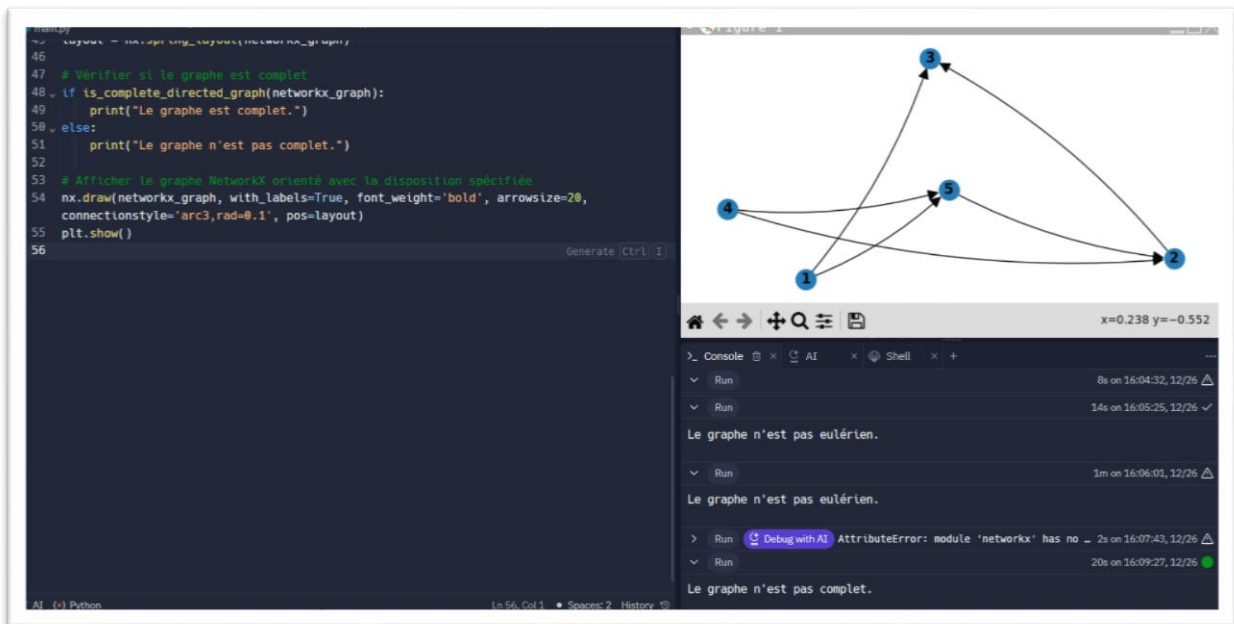 main.py
45 layout = nx.spring_layout(networkx_graph)
46
47 # Vérifier si le graphe est complet
48 if is_complete_directed_graph(networkx_graph):
49 print("Le graphe est complet.")
50 else:
51 print("Le graphe n'est pas complet.")
52
53 # Afficher le graphe NetworkX orienté avec la disposition spécifiée
54 nx.draw(networkx_graph, with_labels=True, font_weight='bold', arrowsize=20,
connectionstyle='arc3,rad=0.1', pos=layout)
55 plt.show()
56
Generate Ctrl I
AI {×} Python
Ln 56, Col 1 • Spaces: 2 History
Figure 1
3
5
4
2
1
x=0.238 y=−0.552
Console AI Shell
Run 8s on 16:04:32, 12/26
Run 14s on 16:05:25, 12/26
Le graphe n'est pas eulérien.
Run 1m on 16:06:01, 12/26
Le graphe n'est pas eulérien.
Run Debug with AI AttributeError: module 'networkx' has no … 2s on 16:07:43, 12/26
Run 20s on 16:09:27, 12/26
Le graphe n'est pas complet.